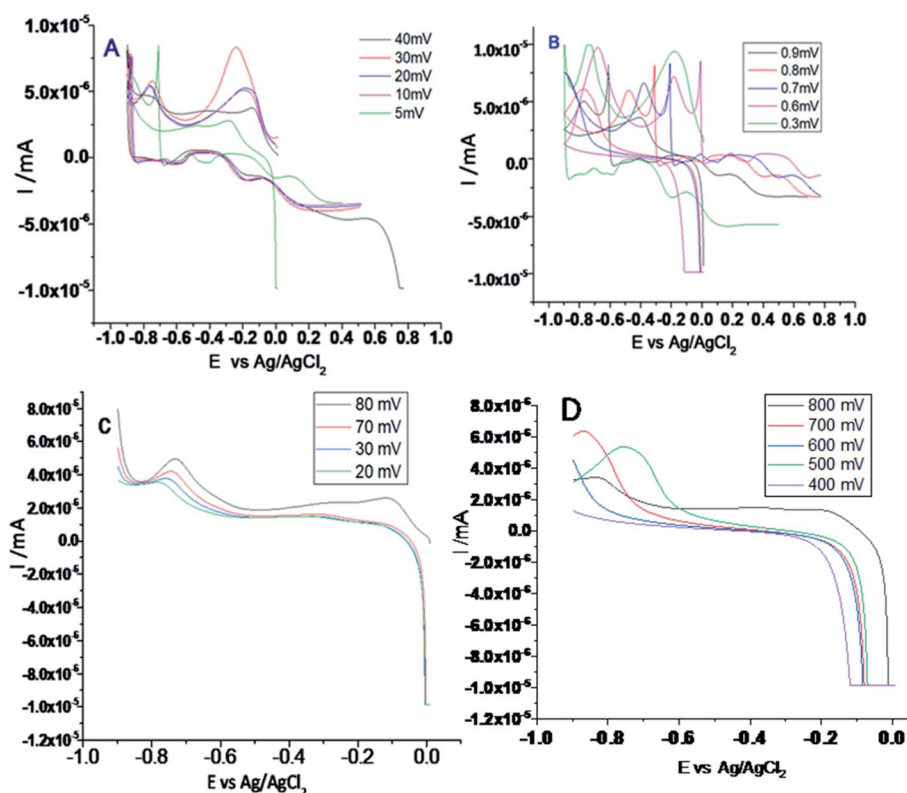 A
1.0x10⁻⁵
5.0x10⁻⁶
0.0
-5.0x10⁻⁶
-1.0x10⁻⁵
I /mA
40mV
30mV
20mV
10mV
5mV
-1.0 -0.8 -0.6 -0.4 -0.2 0.0 0.2 0.4 0.6 0.8 1.0
E vs Ag/AgCl₂
B
1.0x10⁻⁵
5.0x10⁻⁶
0.0
-5.0x10⁻⁶
-1.0x10⁻⁵
I /mA
0.9mV
0.8mV
0.7mV
0.6mV
0.3mV
-1.0 -0.8 -0.6 -0.4 -0.2 0.0 0.2 0.4 0.6 0.8 1.0
E vs Ag/AgCl₂
C
8.0x10⁻⁶
6.0x10⁻⁶
4.0x10⁻⁶
2.0x10⁻⁶
0.0
-2.0x10⁻⁶
-4.0x10⁻⁶
-6.0x10⁻⁶
-8.0x10⁻⁶
-1.0x10⁻⁵
-1.2x10⁻⁵
I /mA
80 mV
70 mV
30 mV
20 mV
-1.0 -0.8 -0.6 -0.4 -0.2 0.0
E vs Ag/AgCl₂
D
8.0x10⁻⁶
6.0x10⁻⁶
4.0x10⁻⁶
2.0x10⁻⁶
0.0
-2.0x10⁻⁶
-4.0x10⁻⁶
-6.0x10⁻⁶
-8.0x10⁻⁶
-1.0x10⁻⁵
-1.2x10⁻⁵
I /mA
800 mV
700 mV
600 mV
500 mV
400 mV
-1.0 -0.8 -0.6 -0.4 -0.2 0.0
E vs Ag/AgCl₂